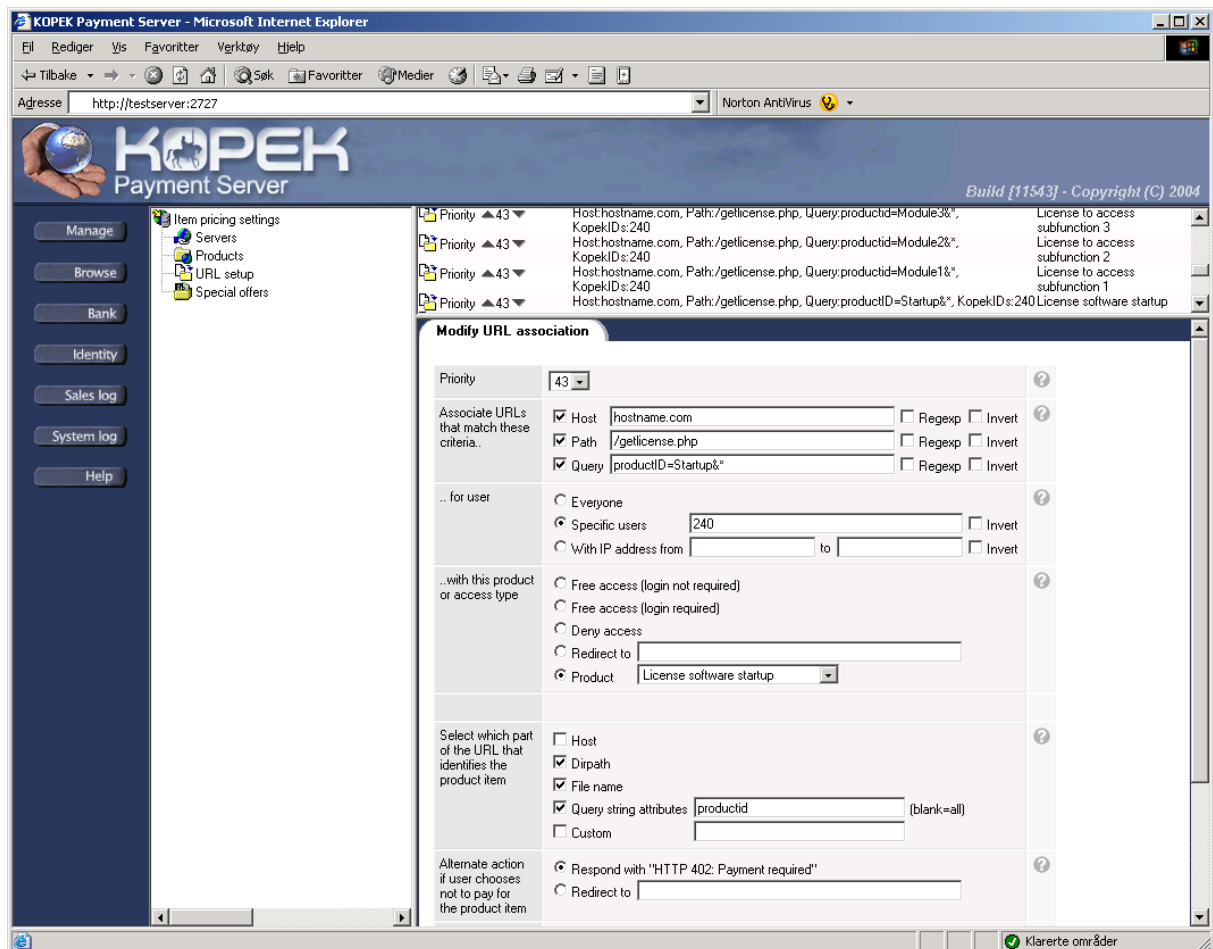 KOPEK Payment Server - Microsoft Internet Explorer
Fil Rediger Vis Favoritter Verktøy Hjelp
Tilbake Søk Favoritter Medier
Adresse http://testserver:2727 Norton AntiVirus
KOPEK
Payment Server
Build [11543] - Copyright (C) 2004
Manage
Browse
Bank
Identity
Sales log
System log
Help
Item pricing settings
Servers
Products
URL setup
Special offers
Priority 43 Host:hostname.com, Path:/getlicense.php, Query:productid=Module3&*, License to access
KopekIDs:240 subfunction 3
Priority 43 Host:hostname.com, Path:/getlicense.php, Query:productid=Module2&*, License to access
KopekIDs:240 subfunction 2
Priority 43 Host:hostname.com, Path:/getlicense.php, Query:productid=Module1&*, License to access
KopekIDs:240 subfunction 1
Priority 43 Host:hostname.com, Path:/getlicense.php, Query:productID=Startup&*, KopekIDs:240 License software startup
Modify URL association
Priority 43
Associate URLs
that match these
criteria..
Host hostname.com Regexp Invert
Path /getlicense.php Regexp Invert
Query productID=Startup&* Regexp Invert
.. for user
Everyone
Specific users 240 Invert
With IP address from to Invert
..with this product
or access type
Free access (login not required)
Free access (login required)
Deny access
Redirect to
Product License software startup
Select which part
of the URL that
identifies the
product item
Host
Dirpath
File name
Query string attributes productid (blank=all)
Custom
Alternate action
if user chooses
not to pay for
the product item
Respond with "HTTP 402: Payment required"
Redirect to
Klarerte områder